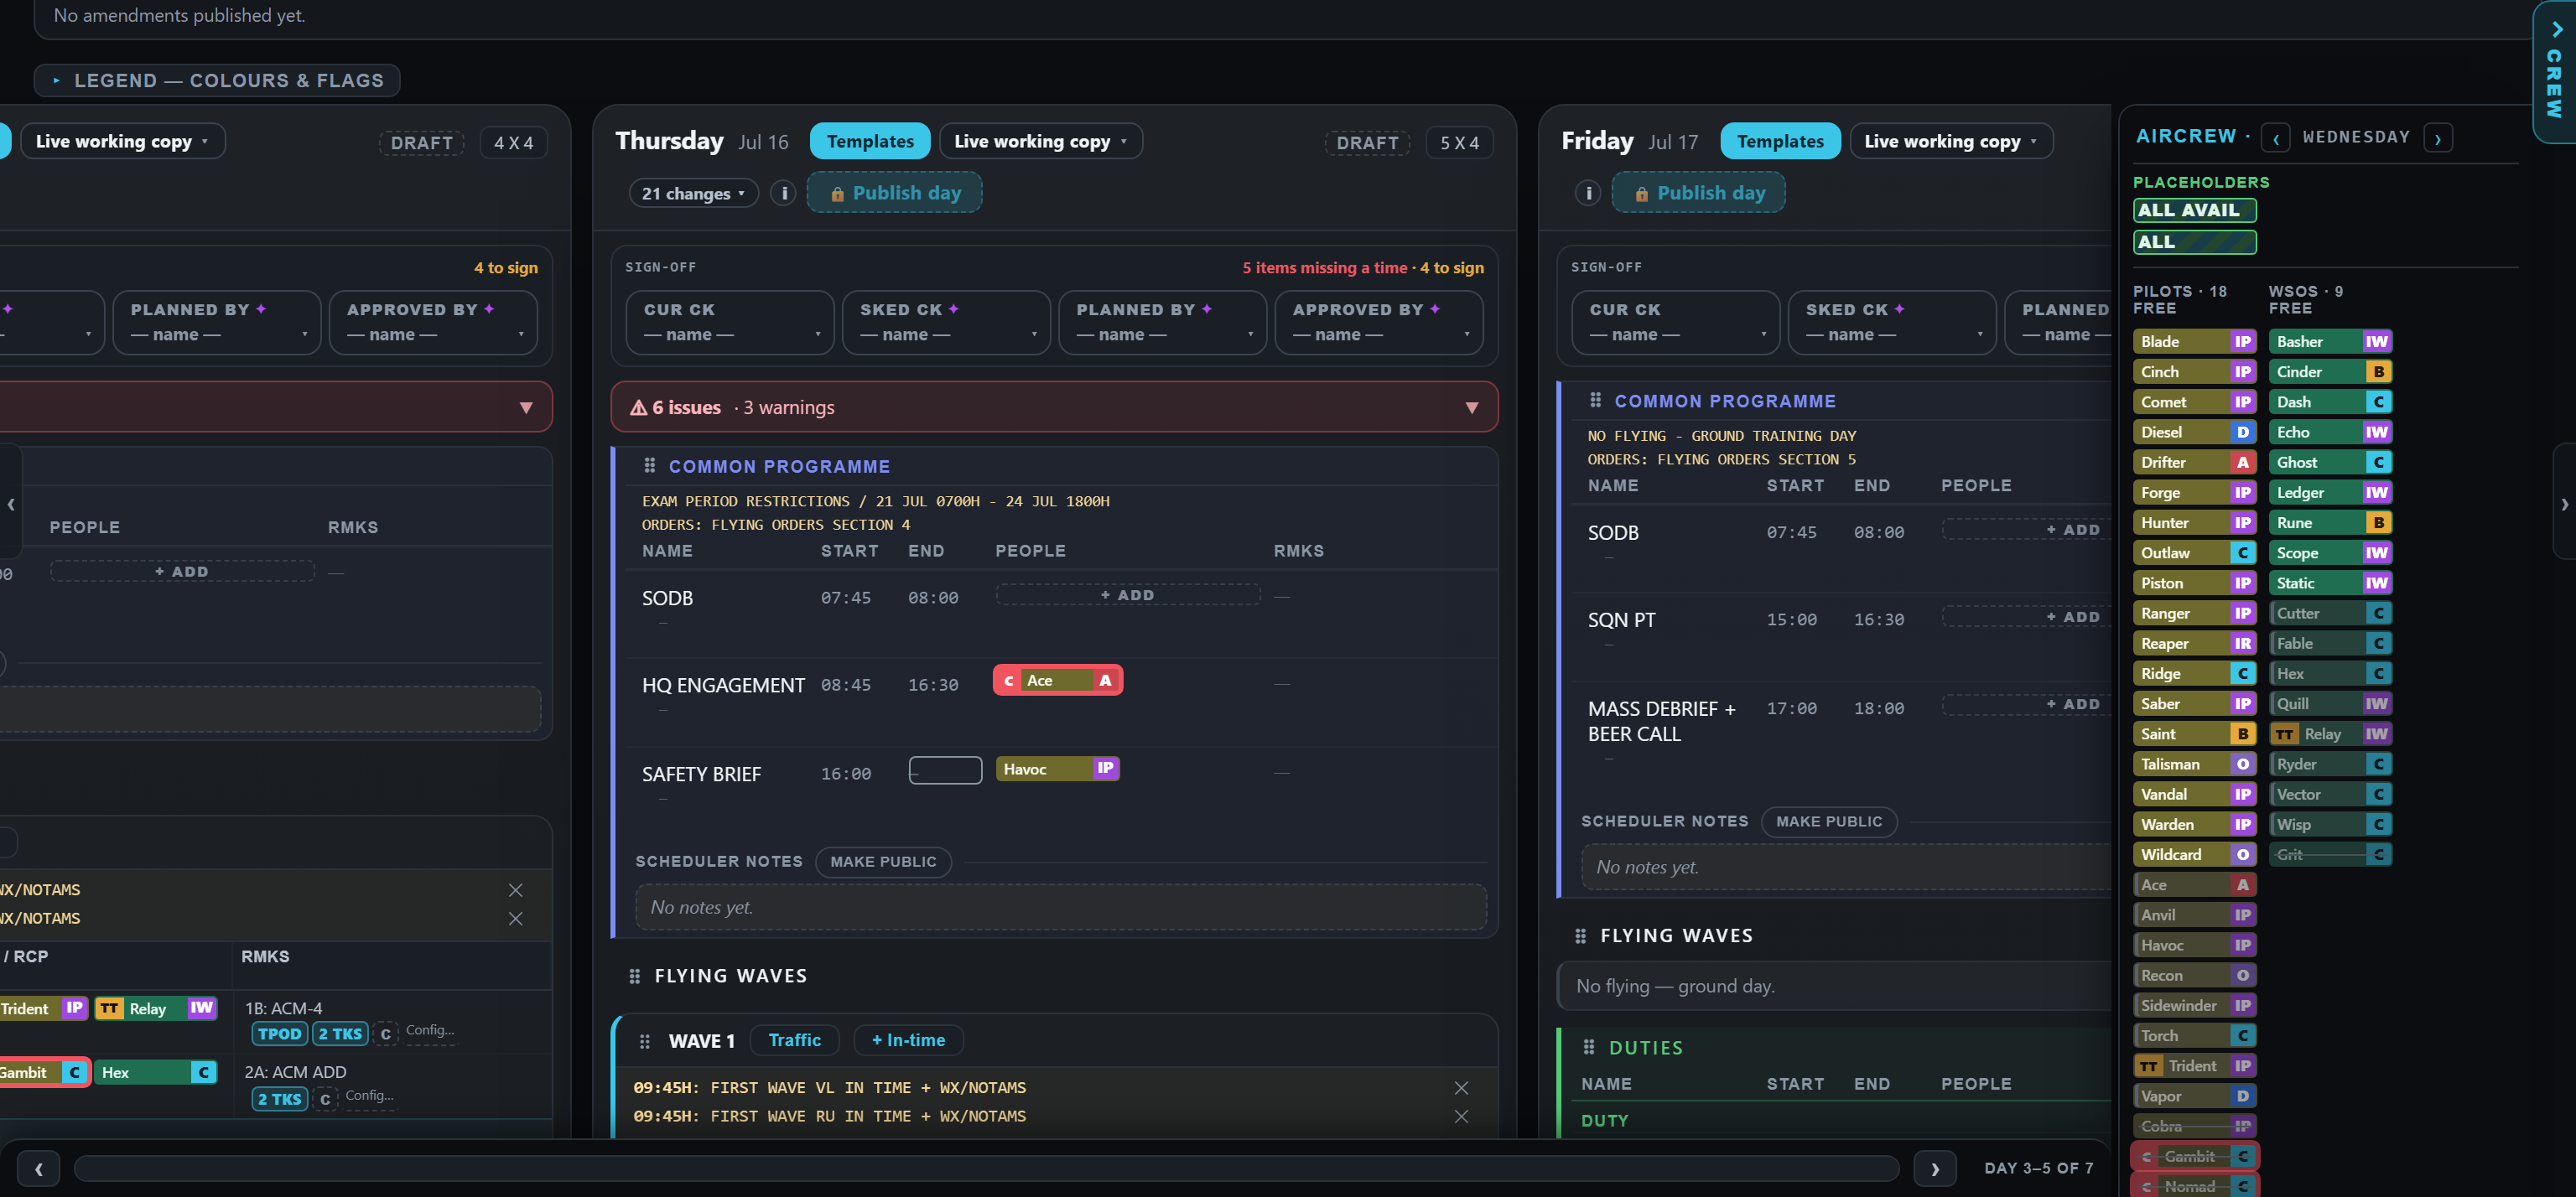 No amendments published yet.
LEGEND — COLOURS & FLAGS
CREW
Live working copy
DRAFT
4 X 4
4 to sign
PLANNED BY
— name —
APPROVED BY
— name —
PEOPLE
RMKS
+ ADD
—
WX/NOTAMS
WX/NOTAMS
/ RCP
RMKS
Trident IP
TT Relay IW
1B: ACM-4
TPOD 2 TKS C Config...
Gambit C
Hex C
2A: ACM ADD
2 TKS C Config...
Thursday Jul 16
Templates
Live working copy
DRAFT
5 X 4
21 changes
i
Publish day
SIGN-OFF
5 items missing a time · 4 to sign
CUR CK
— name —
SKED CK
— name —
PLANNED BY
— name —
APPROVED BY
— name —
6 issues · 3 warnings
COMMON PROGRAMME
EXAM PERIOD RESTRICTIONS / 21 JUL 0700H - 24 JUL 1800H
ORDERS: FLYING ORDERS SECTION 4
NAME START END PEOPLE RMKS
SODB 07:45 08:00 + ADD —
—
HQ ENGAGEMENT 08:45 16:30 C Ace A —
—
SAFETY BRIEF 16:00 — Havoc IP —
—
SCHEDULER NOTES MAKE PUBLIC
No notes yet.
FLYING WAVES
WAVE 1 Traffic + In-time
09:45H: FIRST WAVE VL IN TIME + WX/NOTAMS
09:45H: FIRST WAVE RU IN TIME + WX/NOTAMS
Friday Jul 17
Templates
Live working copy
i
Publish day
SIGN-OFF
CUR CK
— name —
SKED CK
— name —
PLANNED
— name —
COMMON PROGRAMME
NO FLYING - GROUND TRAINING DAY
ORDERS: FLYING ORDERS SECTION 5
NAME START END PEOPLE
SODB 07:45 08:00 + ADD
—
SQN PT 15:00 16:30 + ADD
—
MASS DEBRIEF + 17:00 18:00 + ADD
BEER CALL
—
SCHEDULER NOTES MAKE PUBLIC
No notes yet.
FLYING WAVES
No flying — ground day.
DUTIES
NAME START END PEOPLE
DUTY
AIRCREW · WEDNESDAY
PLACEHOLDERS
ALL AVAIL
ALL
PILOTS · 18
FREE
Blade IP
Cinch IP
Comet IP
Diesel D
Drifter A
Forge IP
Hunter IP
Outlaw C
Piston IP
Ranger IP
Reaper IR
Ridge C
Saber IP
Saint B
Talisman O
Vandal IP
Warden IP
Wildcard O
Ace A
Anvil IP
Havoc IP
Recon O
Sidewinder IP
Torch C
TT Trident IP
Vapor D
Cobra IP
C Gambit C
C Nomad C
WSOS · 9
FREE
Basher IW
Cinder B
Dash C
Echo IW
Ghost C
Ledger IW
Rune B
Scope IW
Static IW
Cutter C
Fable C
Hex C
Quill IW
TT Relay IW
Ryder C
Vector C
Wisp C
Grit C
DAY 3–5 OF 7